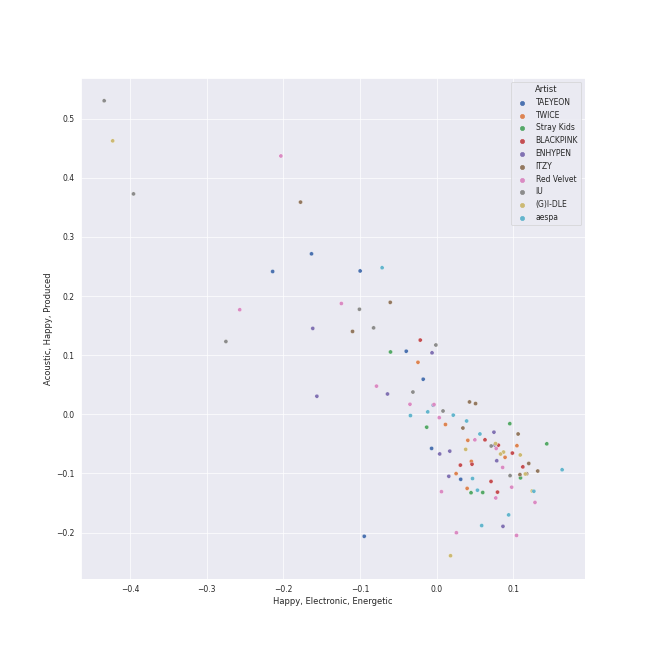 Artist
TAEYEON
TWICE
Stray Kids
BLACKPINK
ENHYPEN
ITZY
Red Velvet
IU
(G)I-DLE
aespa
0.5
0.4
0.3
0.2
0.1
0.0
−0.1
−0.2
Acoustic, Happy, Produced
−0.4 −0.3 −0.2 −0.1 0.0 0.1
Happy, Electronic, Energetic